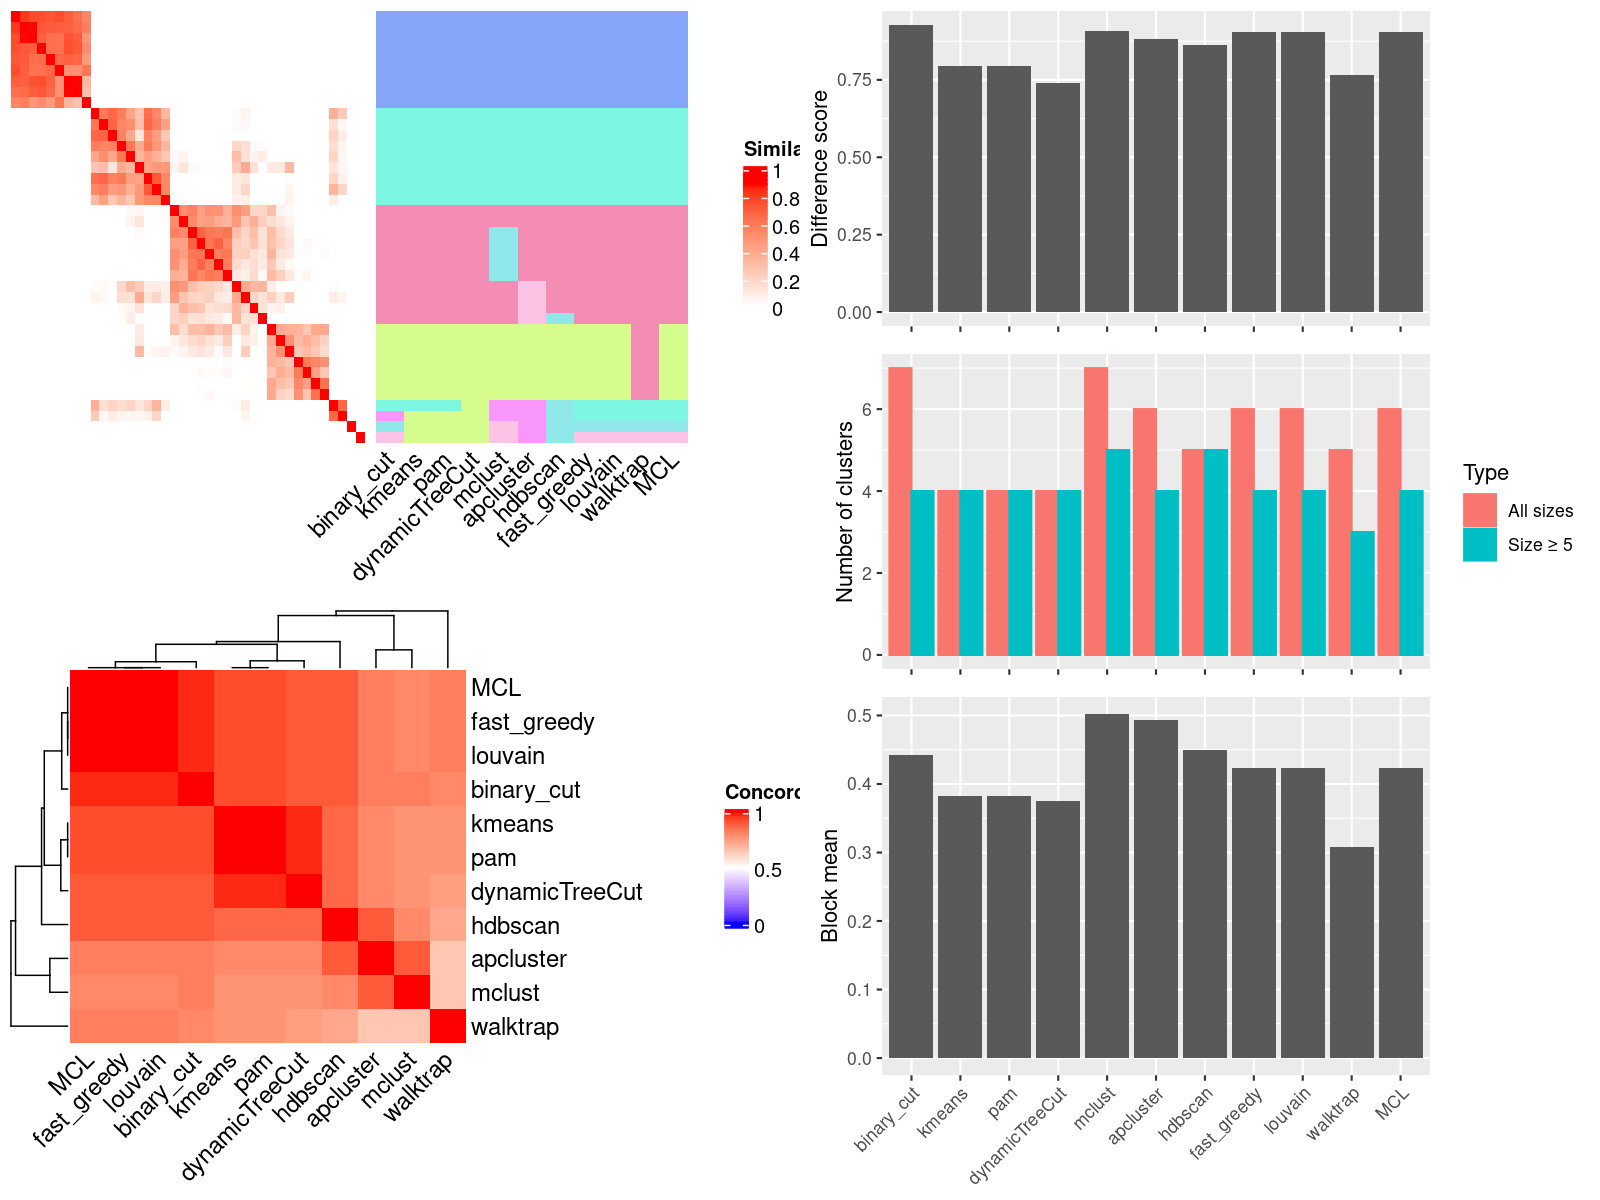 Simila
1
0.8
0.6
0.4
0.2
0
binary_cut
kmeans
pam
dynamicTreeCut
mclust
apcluster
hdbscan
fast_greedy
louvain
walktrap
MCL
MCL
fast_greedy
louvain
binary_cut
kmeans
pam
dynamicTreeCut
hdbscan
apcluster
mclust
walktrap
MCL
fast_greedy
louvain
binary_cut
kmeans
pam
dynamicTreeCut
hdbscan
apcluster
mclust
walktrap
Concord
1
0.5
0
Difference score
0.75
0.50
0.25
0.00
Number of clusters
6
4
2
0
Type
All sizes
Size ≥ 5
Block mean
0.5
0.4
0.3
0.2
0.1
0.0
binary_cut
kmeans
pam
dynamicTreeCut
mclust
apcluster
hdbscan
fast_greedy
louvain
walktrap
MCL